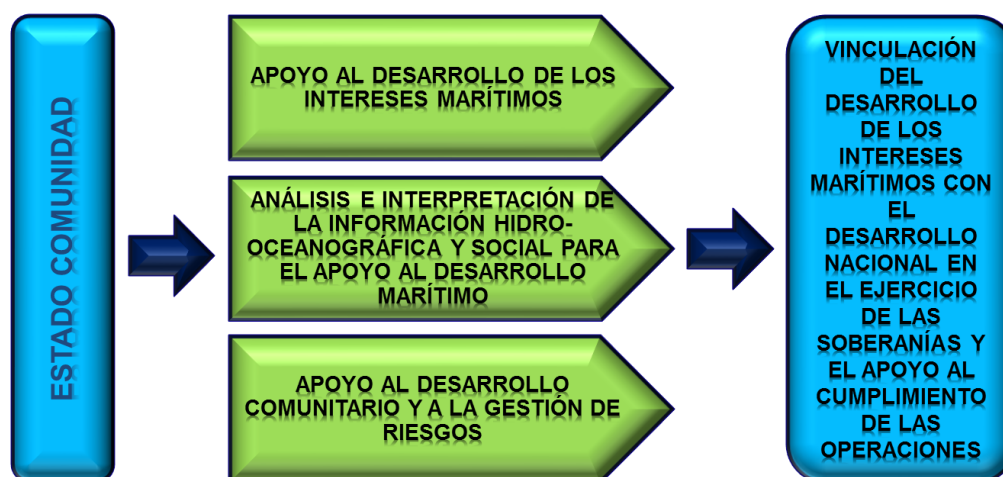 ESTADO COMUNIDAD
APOYO AL DESARROLLO DE LOS
INTERESES MARÍTIMOS
ANÁLISIS E INTERPRETACIÓN DE
LA INFORMACIÓN HIDRO-
OCEANOGRÁFICA Y SOCIAL PARA
EL APOYO AL DESARROLLO
MARÍTIMO
APOYO AL DESARROLLO
COMUNITARIO Y A LA GESTIÓN DE
RIESGOS
VINCULACIÓN
DEL
DESARROLLO
DE LOS
INTERESES
MARÍTIMOS CON
EL
DESARROLLO
NACIONAL EN
EL EJERCICIO
DE LAS
SOBERANÍAS Y
EL APOYO AL
CUMPLIMIENTO
DE LAS
OPERACIONES